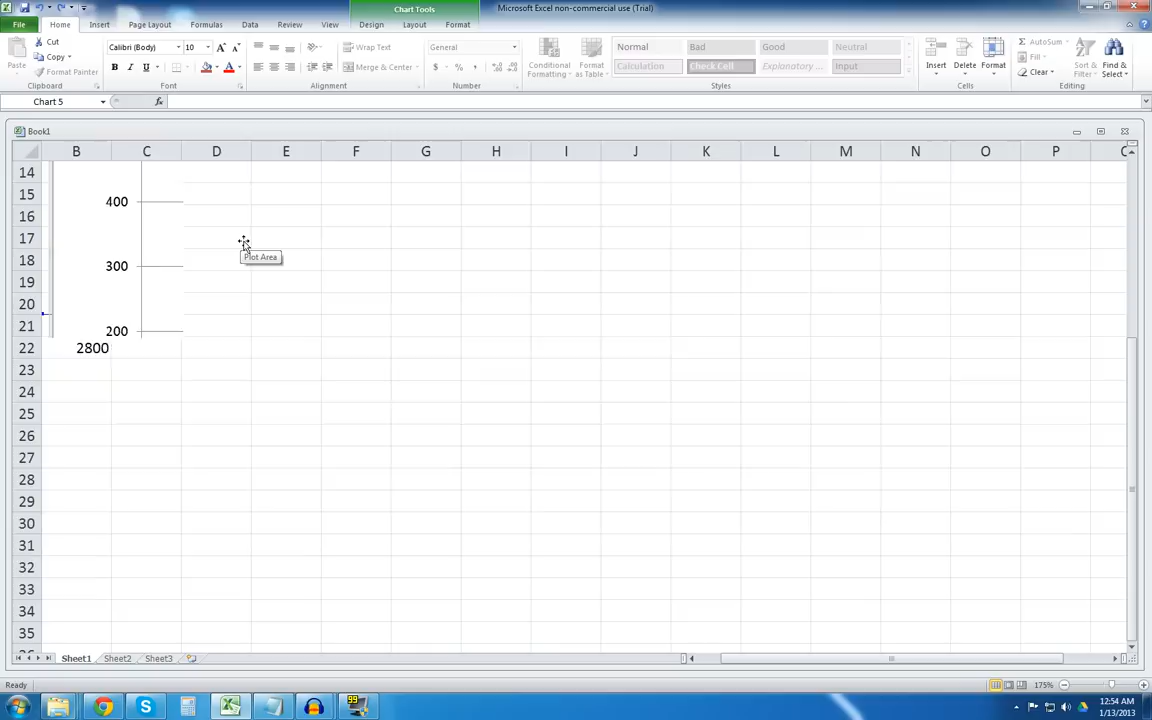 Chart Tools
Microsoft Excel non-commercial use (Trial)
File Home Insert Page Layout Formulas Data Review View Design Layout Format
Cut
Copy
Format Painter
Paste
Clipboard
Calibri (Body) 10
B I U
Font
Wrap Text
Merge & Center
Alignment
General
$ % ,
Number
Conditional Formatting
Format as Table
Normal Bad Good Neutral
Calculation Check Cell Explanatory ... Input
Styles
Insert Delete Format
Cells
AutoSum
Fill
Clear
Sort & Filter
Find & Select
Editing
Chart 5
fx
Book1
B C D E F G H I J K L M N O P
14
15 400
16
17
18 Plot Area
19 300
20
21 200
22 2800
23
24
25
26
27
28
29
30
31
32
33
34
35
Sheet1 Sheet2 Sheet3
Ready
175%
99
12:54 AM
1/13/2013